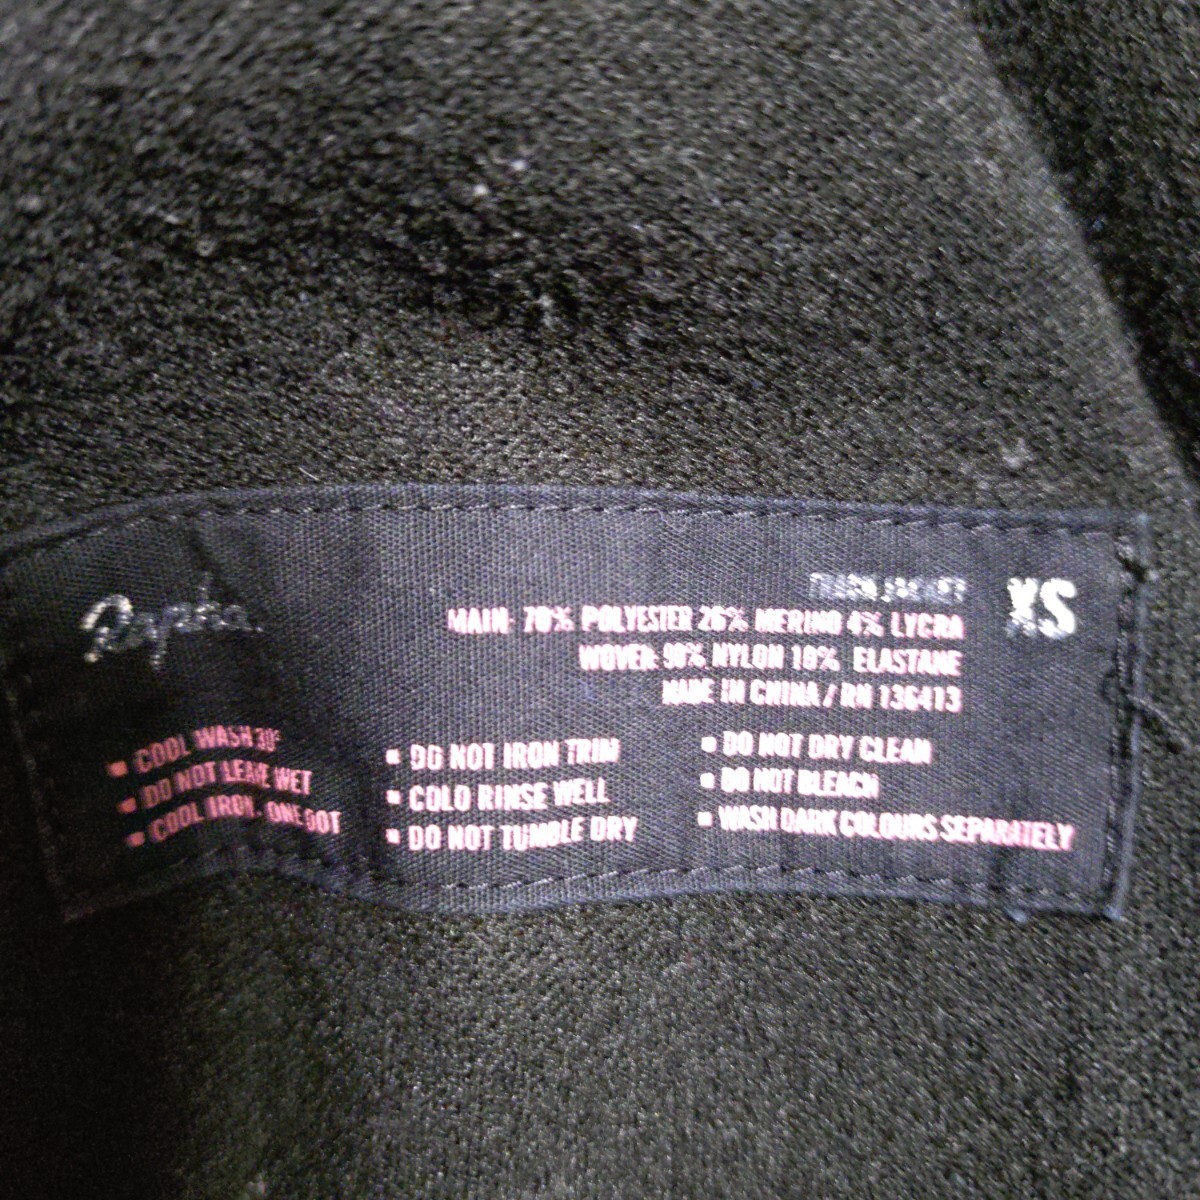 Rapha.
TRACK JACKET
XS
MAIN: 70% POLYESTER 26% MERINO 4% LYCRA
WOVEN: 90% NYLON 10% ELASTANE
MADE IN CHINA / RN 136413
▪ COOL WASH 30°
▪ DO NOT LEAVE WET
▪ COOL IRON, ONE DOT
▪ DO NOT IRON TRIM
▪ COLD RINSE WELL
▪ DO NOT TUMBLE DRY
▪ DO NOT DRY CLEAN
▪ DO NOT BLEACH
▪ WASH DARK COLOURS SEPARATELY